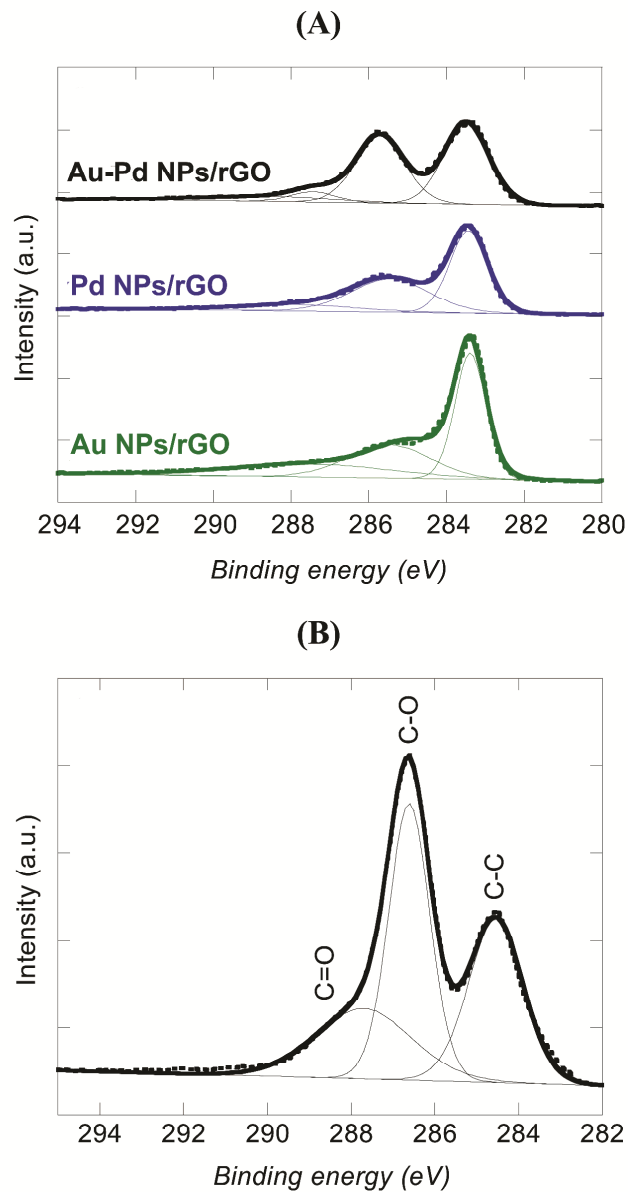 (A)
Au-Pd NPs/rGO
Pd NPs/rGO
Au NPs/rGO
Intensity (a.u.)
294 292 290 288 286 284 282 280
Binding energy (eV)
(B)
C-O
C-C
C=O
Intensity (a.u.)
294 292 290 288 286 284 282
Binding energy (eV)